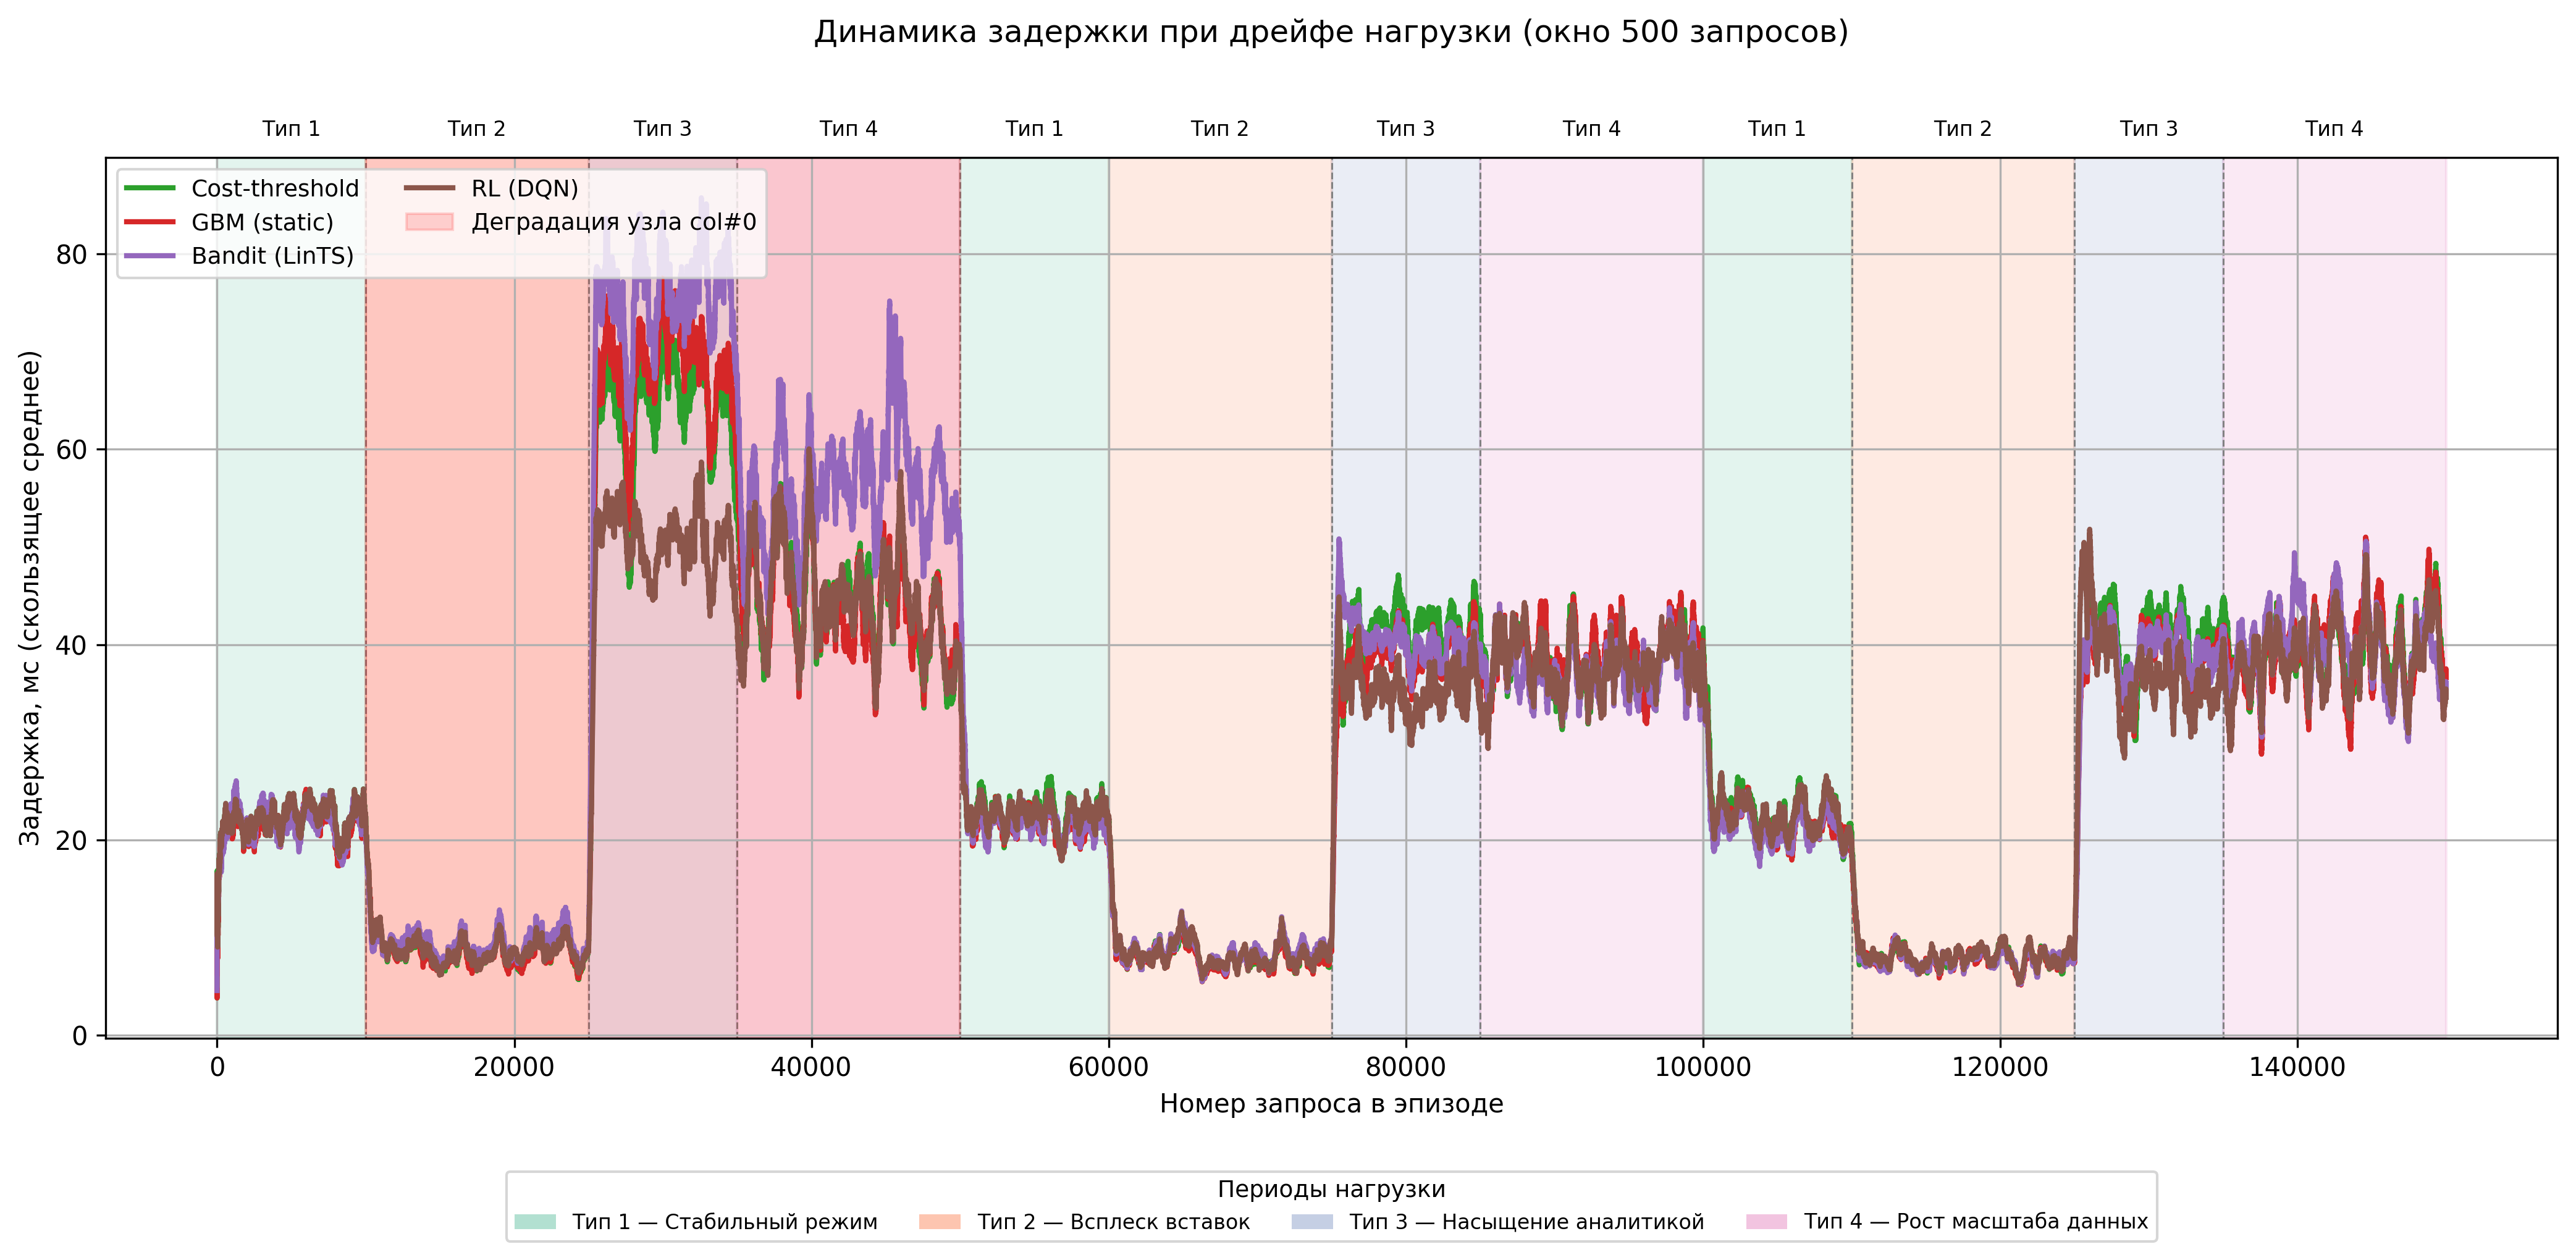 Динамика задержки при дрейфе нагрузки (окно 500 запросов)
Тип 1 Тип 2 Тип 3 Тип 4 Тип 1 Тип 2 Тип 3 Тип 4 Тип 1 Тип 2 Тип 3 Тип 4
Cost-threshold
GBM (static)
Bandit (LinTS)
RL (DQN)
Деградация узла col#0
Задержка, мс (скользящее среднее)
80
60
40
20
0
0 20000 40000 60000 80000 100000 120000 140000
Номер запроса в эпизоде
Периоды нагрузки
Тип 1 — Стабильный режим Тип 2 — Всплеск вставок Тип 3 — Насыщение аналитикой Тип 4 — Рост масштаба данных